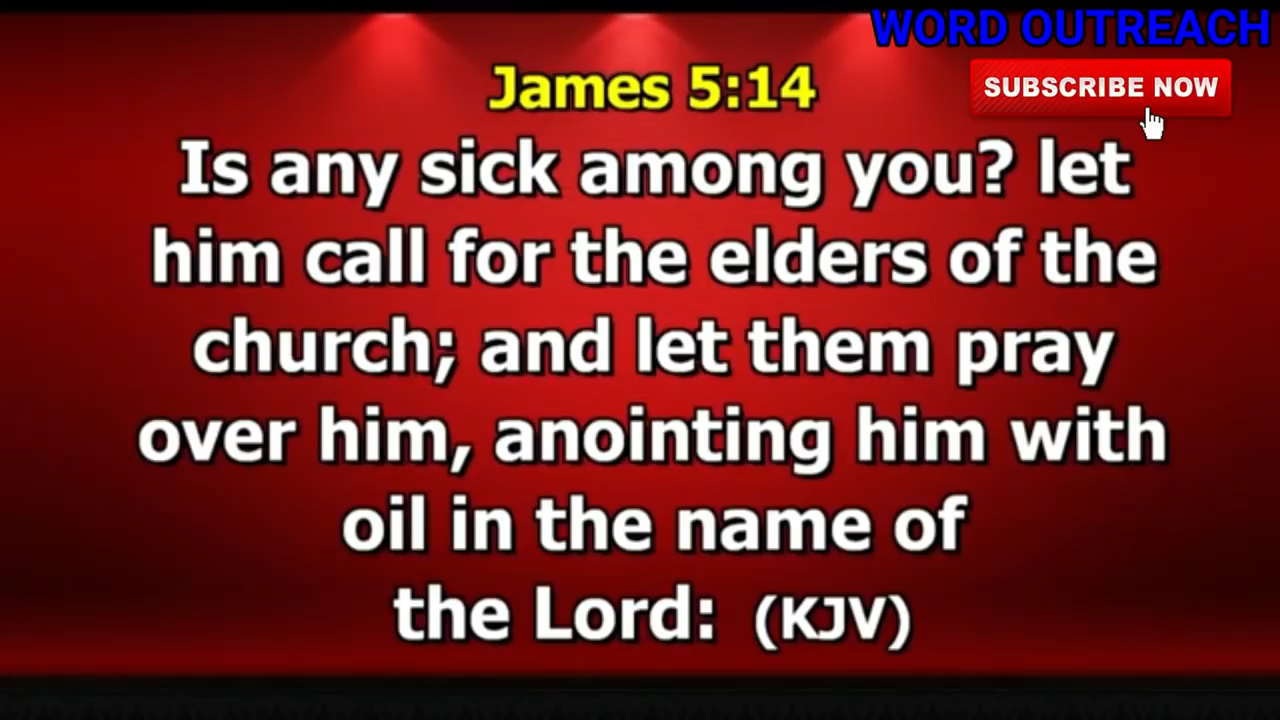 WORD OUTREACH
SUBSCRIBE NOW
James 5:14
Is any sick among you? let
him call for the elders of the
church; and let them pray
over him, anointing him with
oil in the name of
the Lord: (KJV)